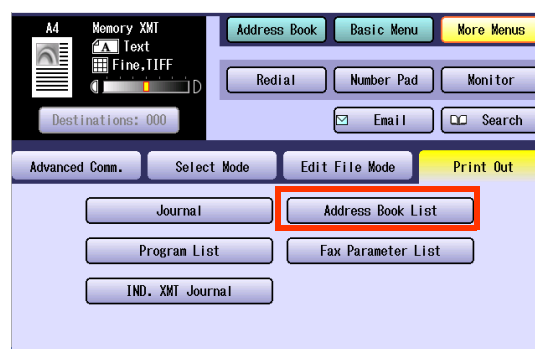 A4 Memory XMT
A Text
Fine,TIFF
D
Destinations: 000
Address Book Basic Menu More Menus
Redial Number Pad Monitor
Email Search
Advanced Comm. Select Mode Edit File Mode Print Out
Journal Address Book List
Program List Fax Parameter List
IND. XMT Journal